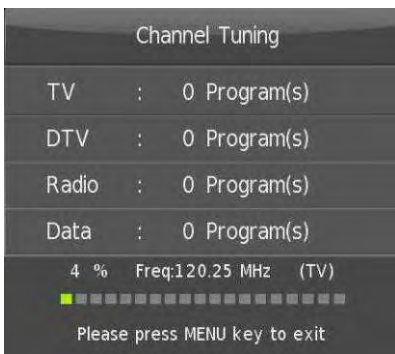 Channel Tuning
TV : 0 Program(s)
DTV : 0 Program(s)
Radio : 0 Program(s)
Data : 0 Program(s)
4 % Freq:120.25 MHz (TV)
Please press MENU key to exit